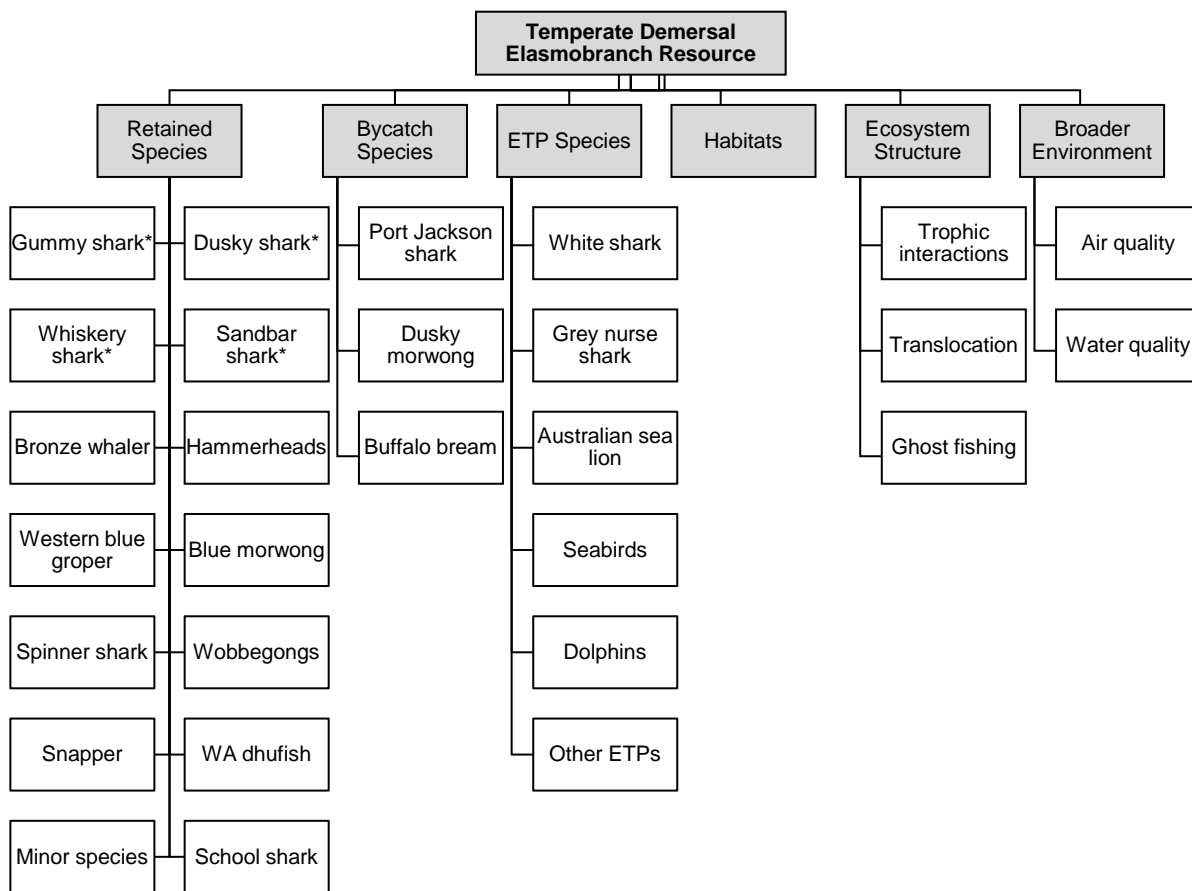 Temperate Demersal
Elasmobranch Resource
Retained
Species
Bycatch
Species
ETP Species
Habitats
Ecosystem
Structure
Broader
Environment
Gummy shark*
Dusky shark*
Port Jackson
shark
White shark
Trophic
interactions
Air quality
Whiskery
shark*
Sandbar
shark*
Dusky
morwong
Grey nurse
shark
Translocation
Water quality
Bronze whaler
Hammerheads
Buffalo bream
Australian sea
lion
Ghost fishing
Western blue
groper
Blue morwong
Seabirds
Spinner shark
Wobbegongs
Dolphins
Snapper
WA dhufish
Other ETPs
Minor species
School shark